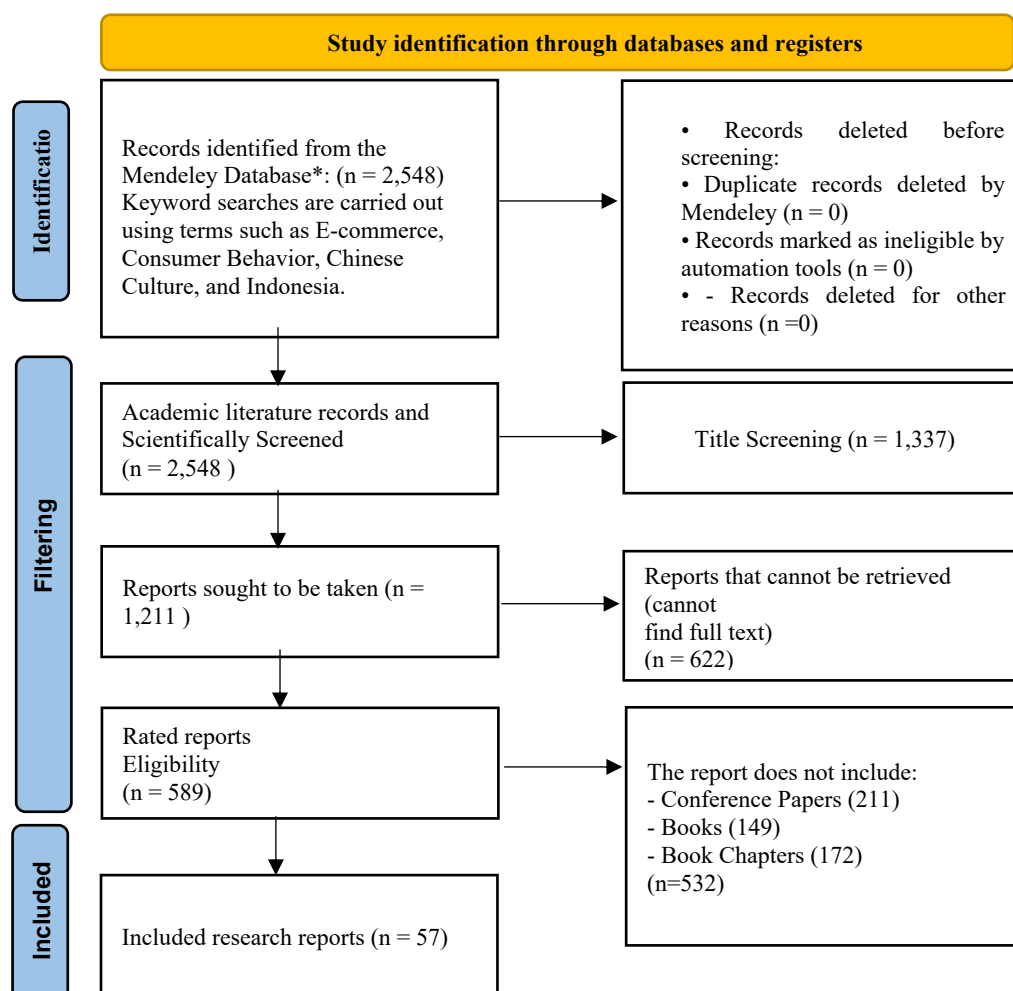 Study identification through databases and registers
Identificatio
Records identified from the
Mendeley Database*: (n = 2,548)
Keyword searches are carried out
using terms such as E-commerce,
Consumer Behavior, Chinese
Culture, and Indonesia.
• Records deleted before
screening:
• Duplicate records deleted by
Mendeley (n = 0)
• Records marked as ineligible by
automation tools (n = 0)
• - Records deleted for other
reasons (n =0)
Filtering
Academic literature records and
Scientifically Screened
(n = 2,548 )
Title Screening (n = 1,337)
Reports sought to be taken (n =
1,211 )
Reports that cannot be retrieved
(cannot
find full text)
(n = 622)
Rated reports
Eligibility
(n = 589)
The report does not include:
- Conference Papers (211)
- Books (149)
- Book Chapters (172)
(n=532)
Included
Included research reports (n = 57)